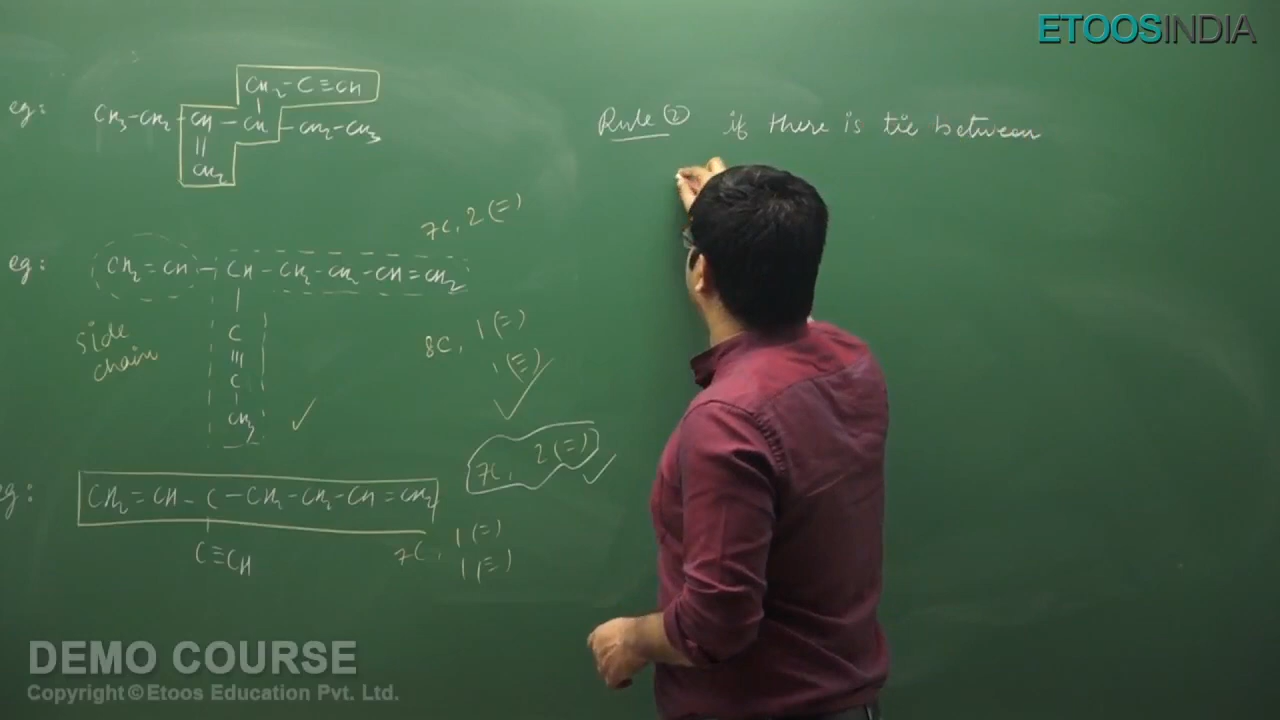 ETOOSINDIA
eg:
CH₂-C≡CH
CH₃-CH₂-CH-CH-CH₂-CH₃
||
CH₂
Rule ② if there is tie between
7C, 2(=)
eg:
CH₂=CH-CH-CH₂-CH₂-CH=CH₂
|
C
≡
C
|
CH₃
side
chain
8C, 1(=)
1(≡) ✓
✓
7C, 2(=) ✓
eg:
CH₂=CH-C-CH₂-CH₂-CH=CH₂
|
C≡CH
7C, 1(=)
1(≡)
DEMO COURSE
Copyright © Etoos Education Pvt. Ltd.